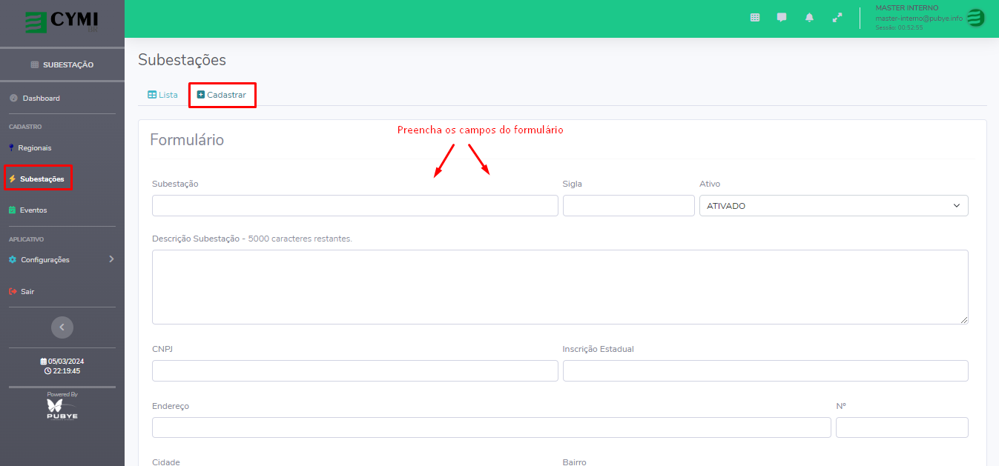 CYMI
MASTER INTERNO
master-interno@pubye.info
Sessão: 00:52:55
SUBESTAÇÃO
Dashboard
CADASTRO
Regionais
Subestações
Eventos
APLICATIVO
Configurações
Sair
05/03/2024
22:19:45
Powered By
PUBYE
Subestações
Lista
Cadastrar
Preencha os campos do formulário
Formulário
Subestação
Sigla
Ativo
ATIVADO
Descrição Subestação - 5000 caracteres restantes.
CNPJ
Inscrição Estadual
Endereço
Nº
Cidade
Bairro